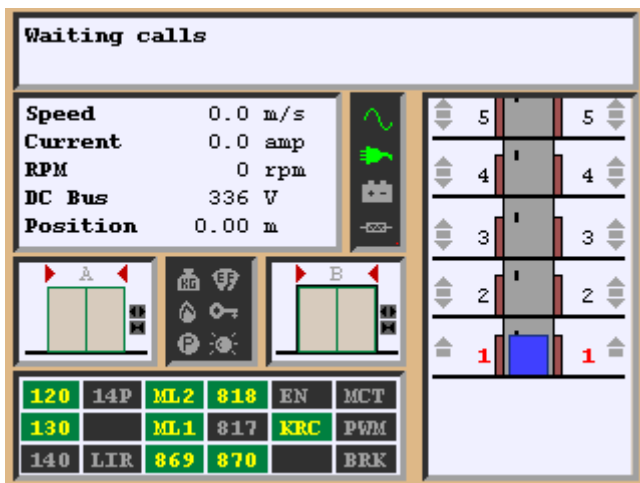 Waiting calls
Speed 0.0 m/s
Current 0.0 amp
RPM 0 rpm
DC Bus 336 V
Position 0.00 m
5 5
4 4
3 3
2 2
1 1
A
KG
P
B
120 14P ML2 818 EN MCT
130 ML1 817 KRC PWM
140 LIR 869 870 BRK